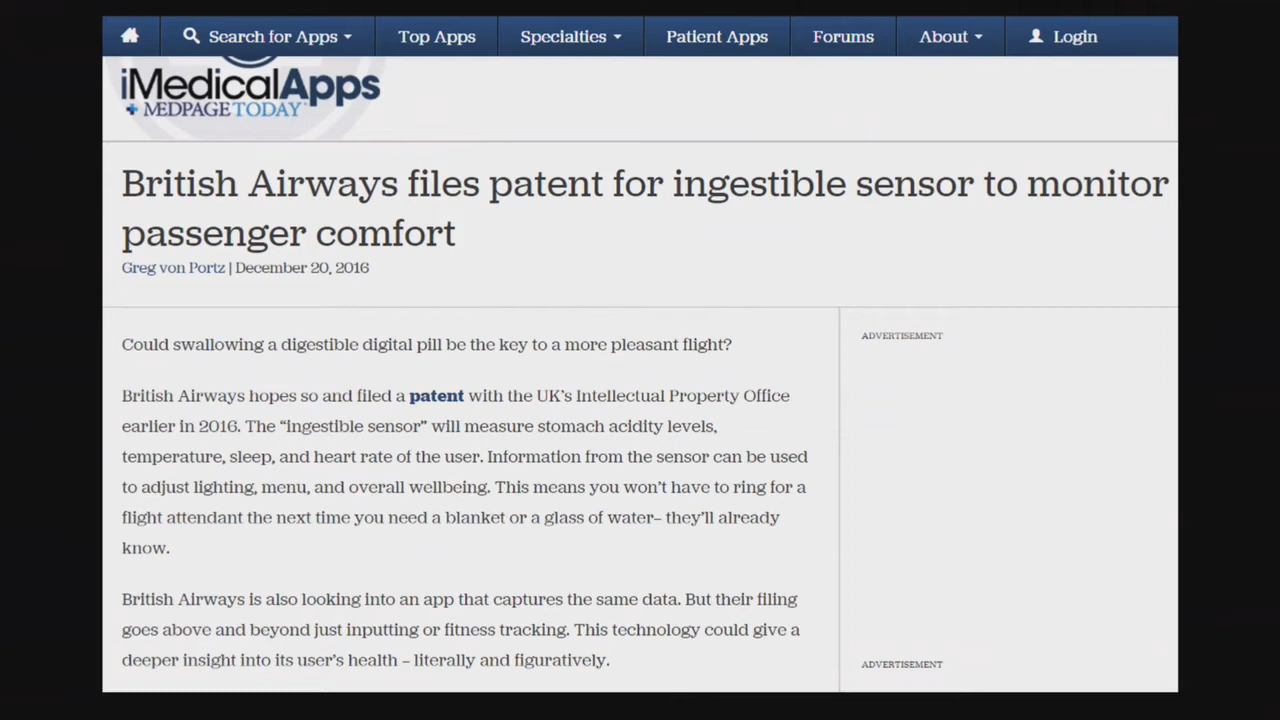 Search for Apps
Top Apps
Specialties
Patient Apps
Forums
About
Login
iMedicalApps
+ MEDPAGE TODAY
British Airways files patent for ingestible sensor to monitor
passenger comfort
Greg von Portz | December 20, 2016
Could swallowing a digestible digital pill be the key to a more pleasant flight?
ADVERTISEMENT
British Airways hopes so and filed a patent with the UK's Intellectual Property Office
earlier in 2016. The “ingestible sensor” will measure stomach acidity levels,
temperature, sleep, and heart rate of the user. Information from the sensor can be used
to adjust lighting, menu, and overall wellbeing. This means you won't have to ring for a
flight attendant the next time you need a blanket or a glass of water– they'll already
know.
British Airways is also looking into an app that captures the same data. But their filing
goes above and beyond just inputting or fitness tracking. This technology could give a
deeper insight into its user's health – literally and figuratively.
ADVERTISEMENT